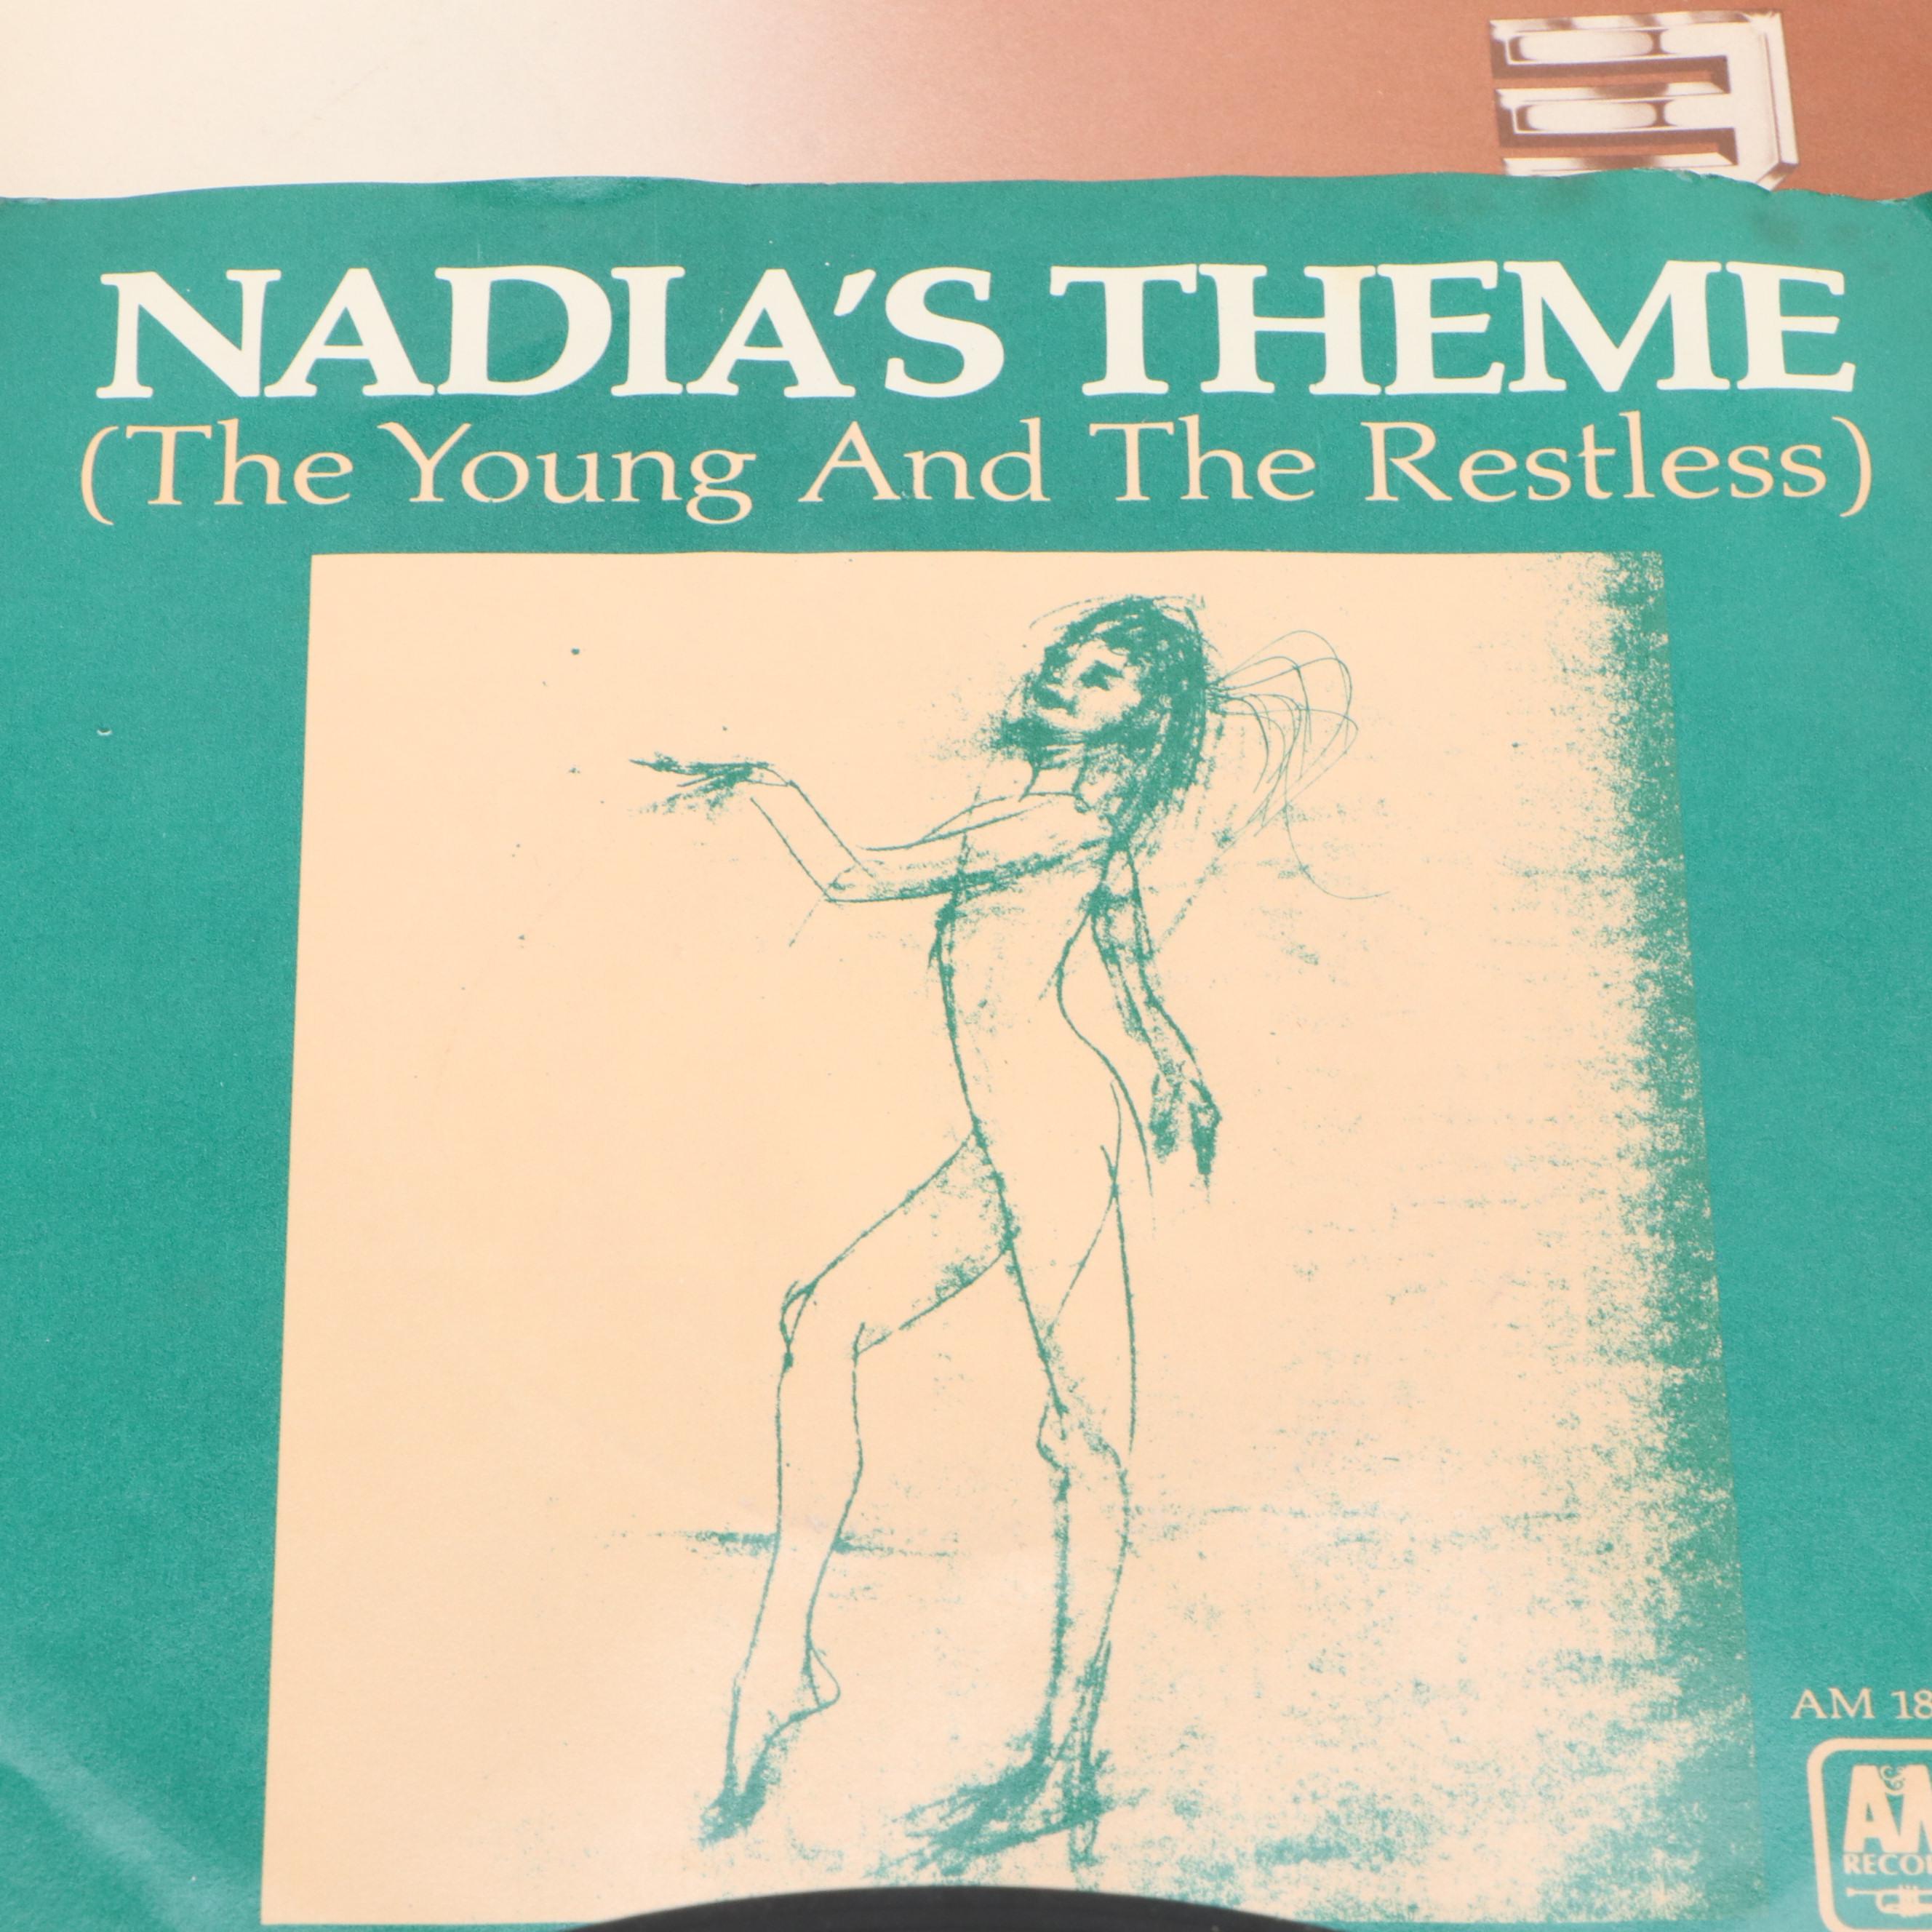 NADIA'S THEME
(The Young And The Restless)
AM 18
A&M